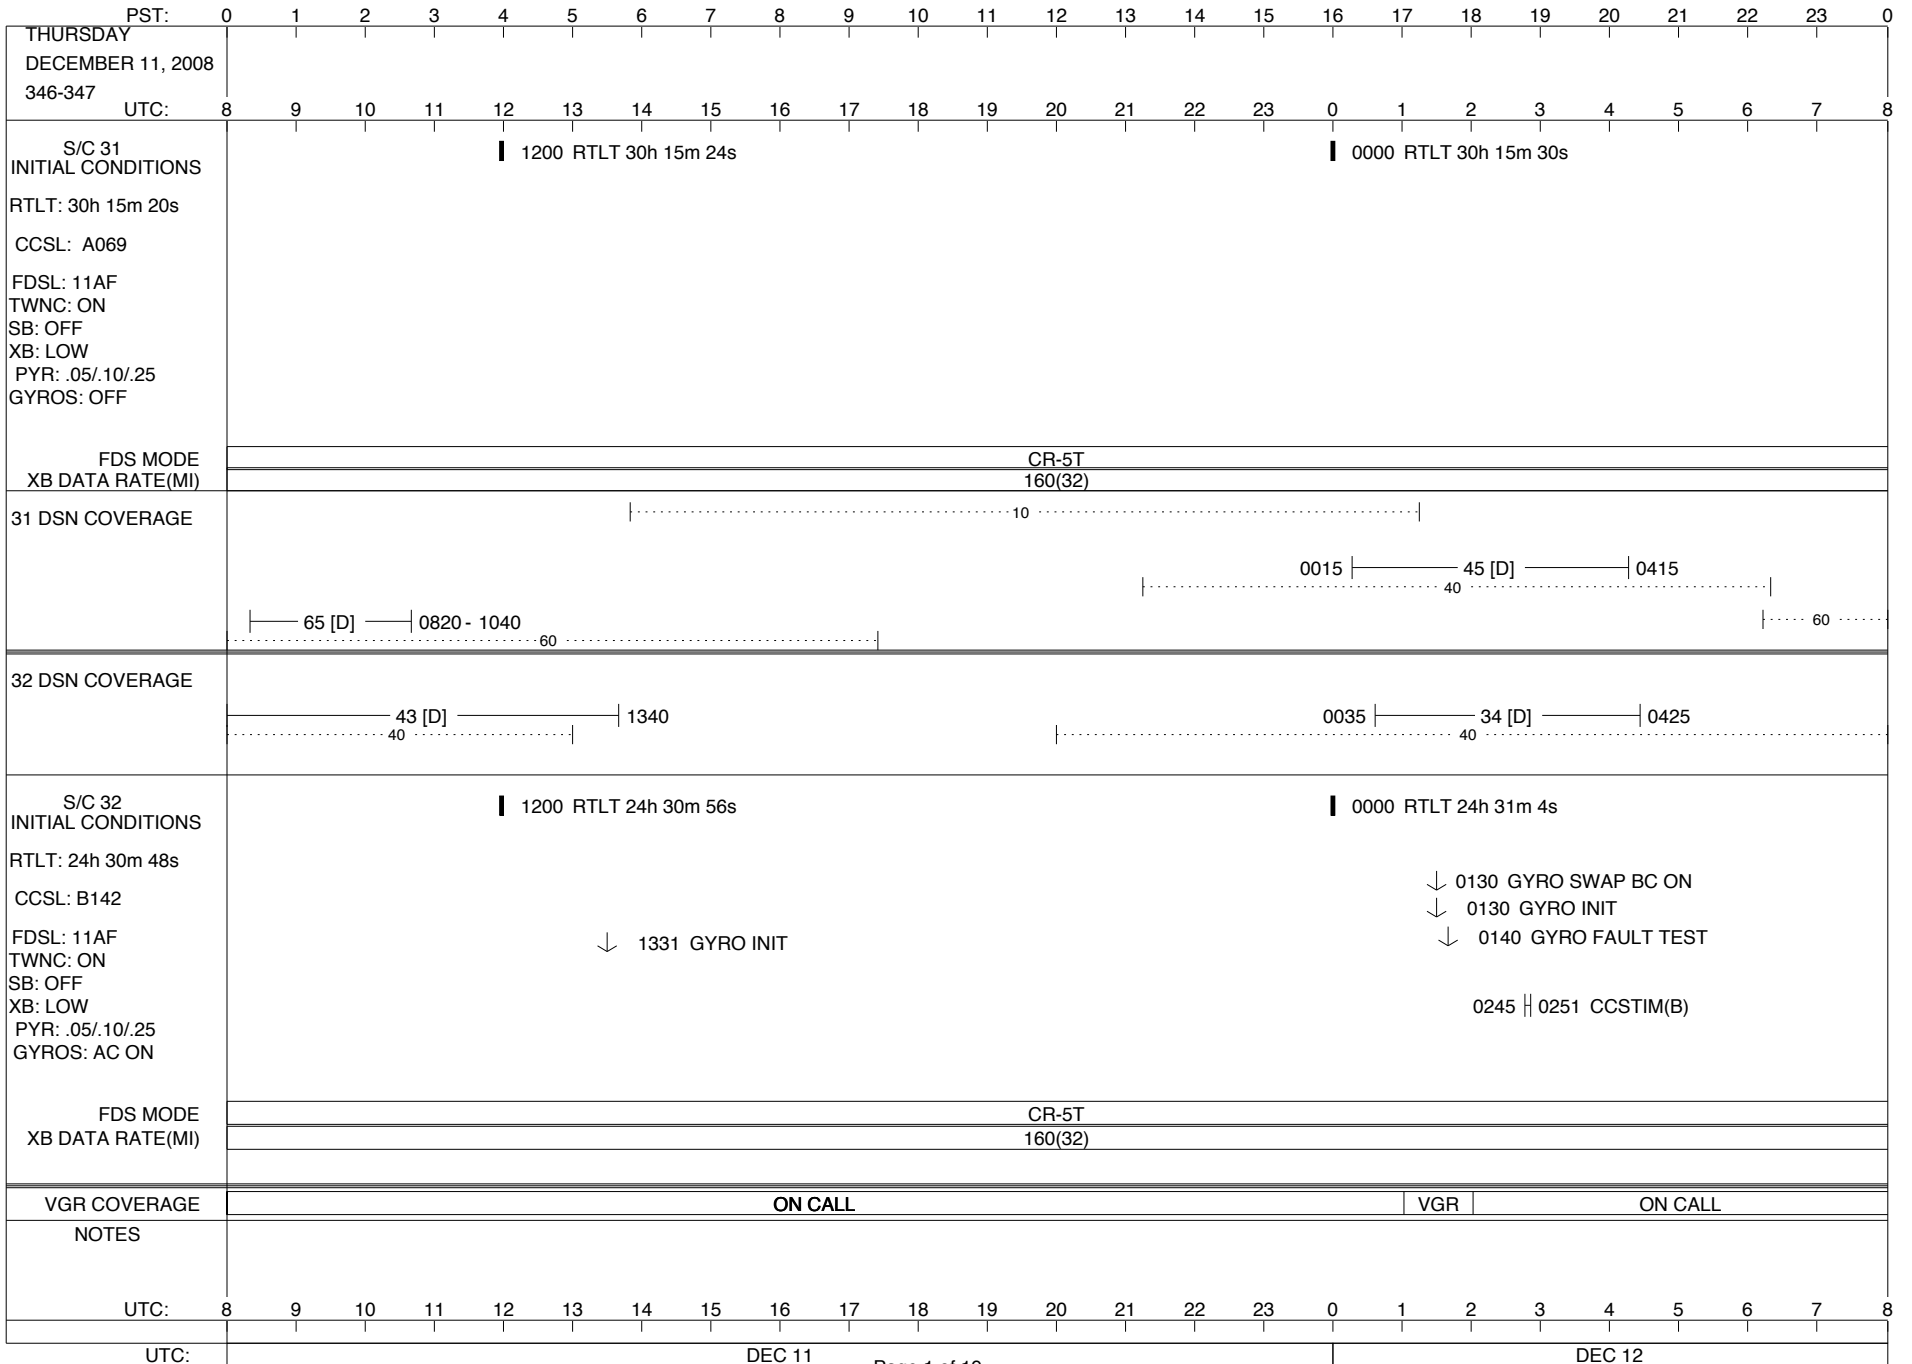 PST: 0 1 2 3 4 5 6 7 8 9 10 11 12 13 14 15 16 17 18 19 20 21 22 23 0
THURSDAY
DECEMBER 11, 2008
346-347
UTC: 8 9 10 11 12 13 14 15 16 17 18 19 20 21 22 23 0 1 2 3 4 5 6 7 8
S/C 31
INITIAL CONDITIONS
1200 RTLT 30h 15m 24s
0000 RTLT 30h 15m 30s
RTLT: 30h 15m 20s
CCSL: A069
FDSL: 11AF
TWNC: ON
SB: OFF
XB: LOW
PYR: .05/.10/.25
GYROS: OFF
FDS MODE CR-5T
XB DATA RATE(MI) 160(32)
31 DSN COVERAGE
10
0015 45 [D] 0415
40
65 [D] 0820 - 1040
60
60
32 DSN COVERAGE
43 [D] 1340
40
0035 34 [D] 0425
40
S/C 32
INITIAL CONDITIONS
1200 RTLT 24h 30m 56s
0000 RTLT 24h 31m 4s
RTLT: 24h 30m 48s
CCSL: B142
FDSL: 11AF
TWNC: ON
SB: OFF
XB: LOW
PYR: .05/.10/.25
GYROS: AC ON
0130 GYRO SWAP BC ON
0130 GYRO INIT
1331 GYRO INIT
0140 GYRO FAULT TEST
0245 0251 CCSTIM(B)
FDS MODE CR-5T
XB DATA RATE(MI) 160(32)
VGR COVERAGE ON CALL VGR ON CALL
NOTES
UTC: 8 9 10 11 12 13 14 15 16 17 18 19 20 21 22 23 0 1 2 3 4 5 6 7 8
UTC: DEC 11 DEC 12